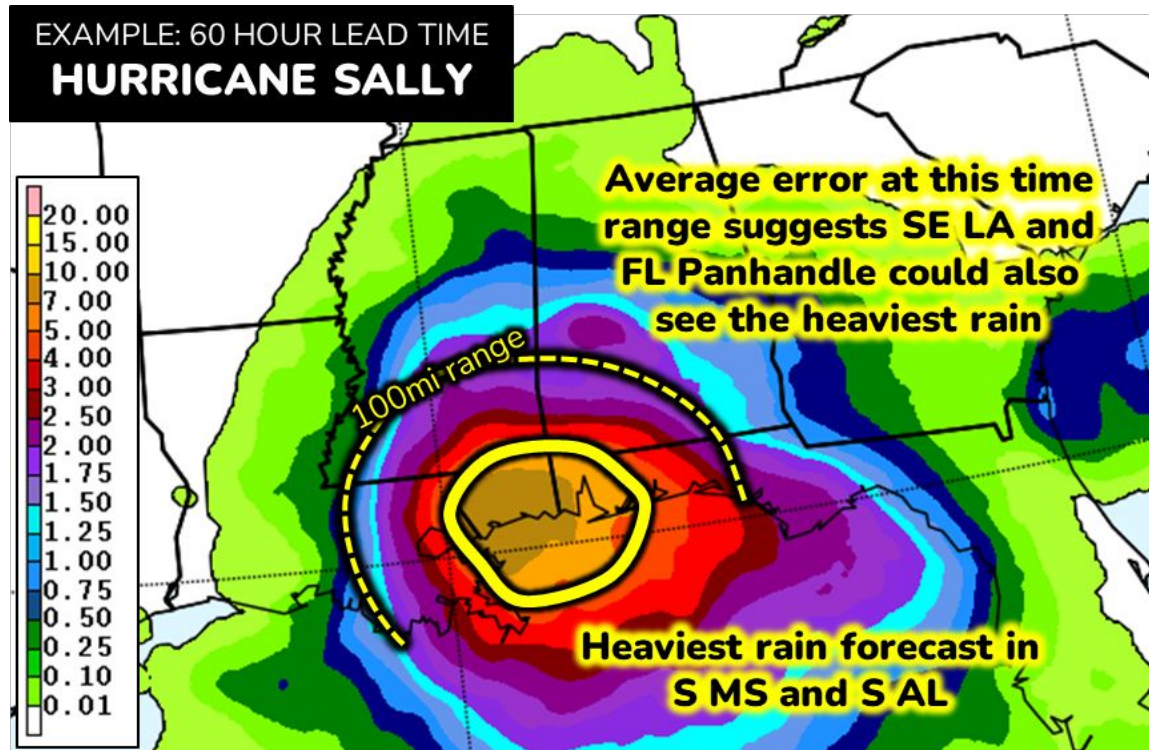 EXAMPLE: 60 HOUR LEAD TIME
HURRICANE SALLY
20.00
15.00
10.00
7.00
5.00
4.00
3.00
2.50
2.00
1.75
1.50
1.25
1.00
0.75
0.50
0.25
0.10
0.01
Average error at this time
range suggests SE LA and
FL Panhandle could also
see the heaviest rain
100mi range
Heaviest rain forecast in
S MS and S AL